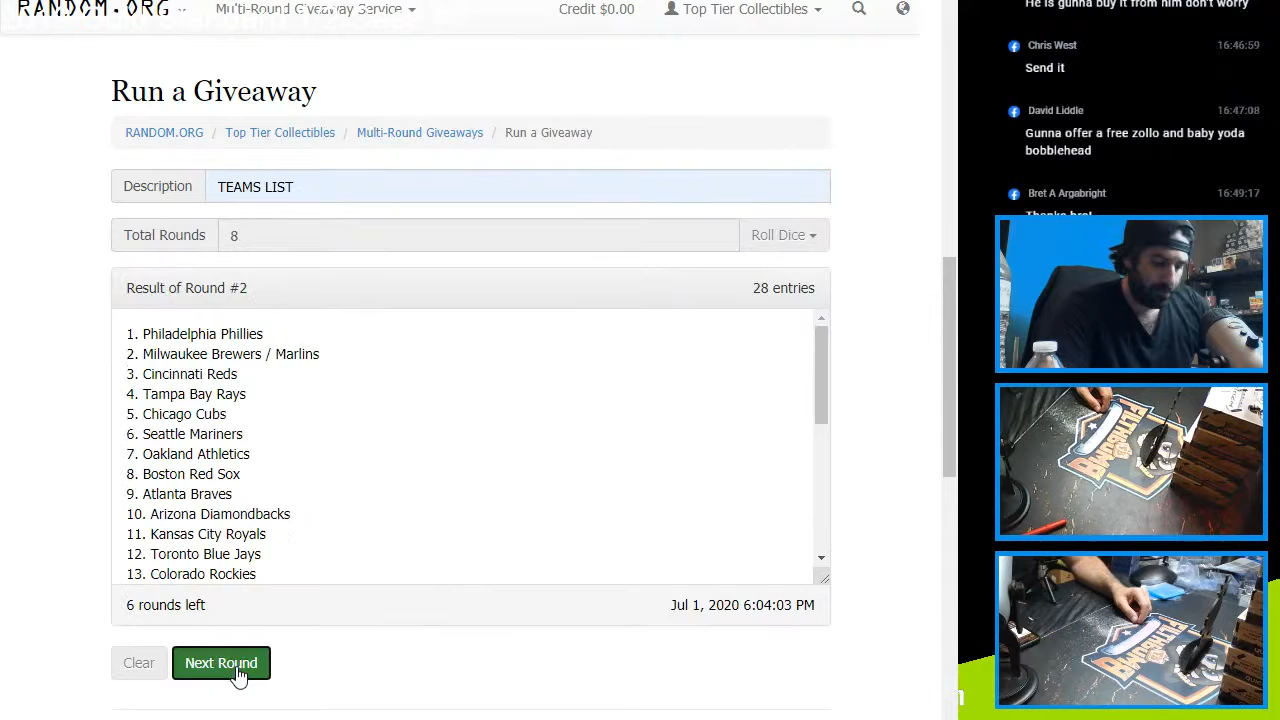 RANDOM.ORG
Multi-Round Giveaway Service
Credit $0.00
Top Tier Collectibles
Run a Giveaway
RANDOM.ORG / Top Tier Collectibles / Multi-Round Giveaways / Run a Giveaway
Description TEAMS LIST
Total Rounds 8 Roll Dice
Result of Round #2 28 entries
1. Philadelphia Phillies
2. Milwaukee Brewers / Marlins
3. Cincinnati Reds
4. Tampa Bay Rays
5. Chicago Cubs
6. Seattle Mariners
7. Oakland Athletics
8. Boston Red Sox
9. Atlanta Braves
10. Arizona Diamondbacks
11. Kansas City Royals
12. Toronto Blue Jays
13. Colorado Rockies
6 rounds left Jul 1, 2020 6:04:03 PM
Clear Next Round
He is gunna buy it from him don't worry
Chris West 16:46:59
Send it
David Liddle 16:47:08
Gunna offer a free zollo and baby yoda
bobblehead
Bret A Argabright 16:49:17
Thanks bro!
FILTHBOMB